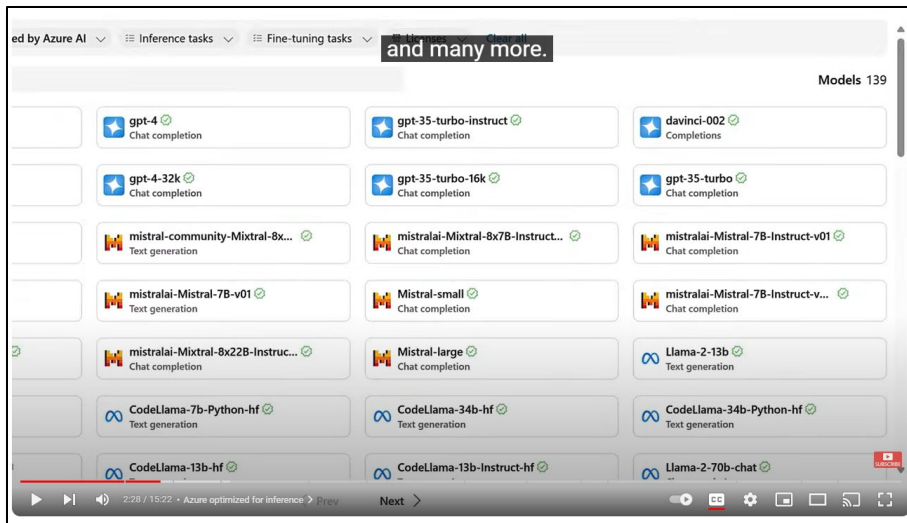 ed by Azure AI Inference tasks Fine-tuning tasks Licenses Clear all
and many more.
Models 139
gpt-4
Chat completion
gpt-35-turbo-instruct
Chat completion
davinci-002
Completions
gpt-4-32k
Chat completion
gpt-35-turbo-16k
Chat completion
gpt-35-turbo
Chat completion
mistral-community-Mixtral-8x...
Text generation
mistralai-Mixtral-8x7B-Instruct...
Chat completion
mistralai-Mistral-7B-Instruct-v01
Chat completion
mistralai-Mistral-7B-v01
Text generation
Mistral-small
Chat completion
mistralai-Mistral-7B-Instruct-v...
Chat completion
mistralai-Mixtral-8x22B-Instruc...
Chat completion
Mistral-large
Chat completion
Llama-2-13b
Text generation
CodeLlama-7b-Python-hf
Text generation
CodeLlama-34b-hf
Text generation
CodeLlama-34b-Python-hf
Text generation
CodeLlama-13b-hf
CodeLlama-13b-Instruct-hf
Llama-2-70b-chat
SUBSCRIBE
2:28 / 15:22 • Azure optimized for inference > Prev Next >
CC